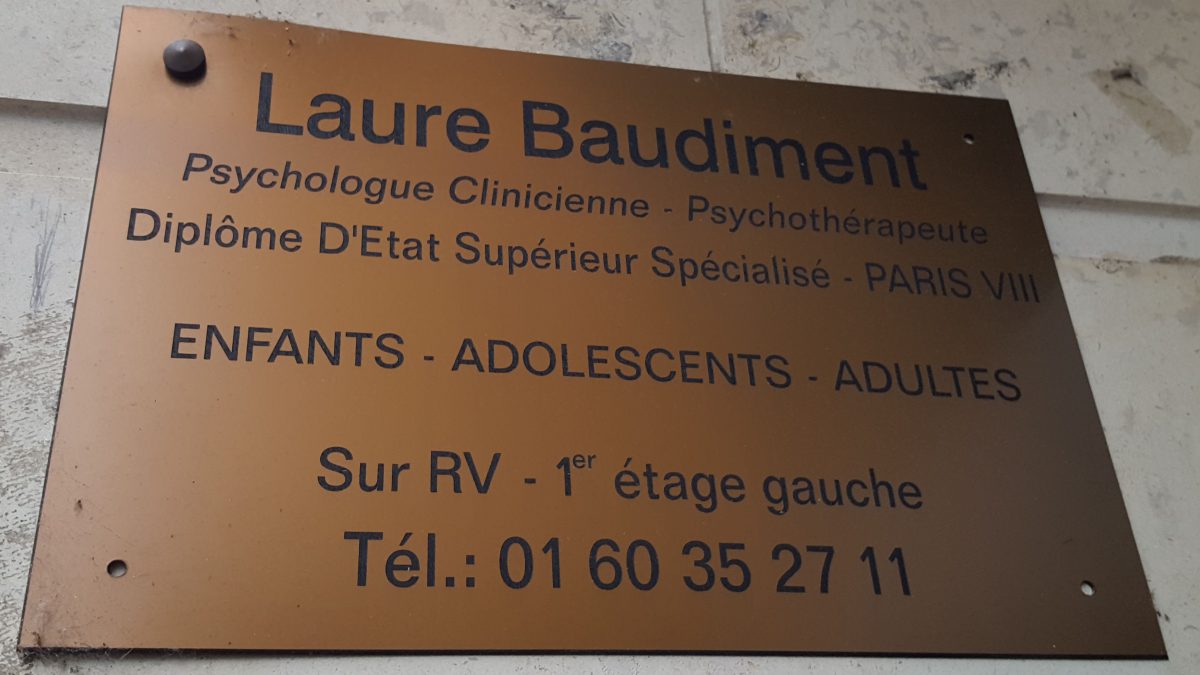 Laure Baudiment
Psychologue Clinicienne - Psychothérapeute
Diplôme D'Etat Supérieur Spécialisé - PARIS VIII
ENFANTS - ADOLESCENTS - ADULTES
Sur RV - 1er étage gauche
Tél.: 01 60 35 27 11